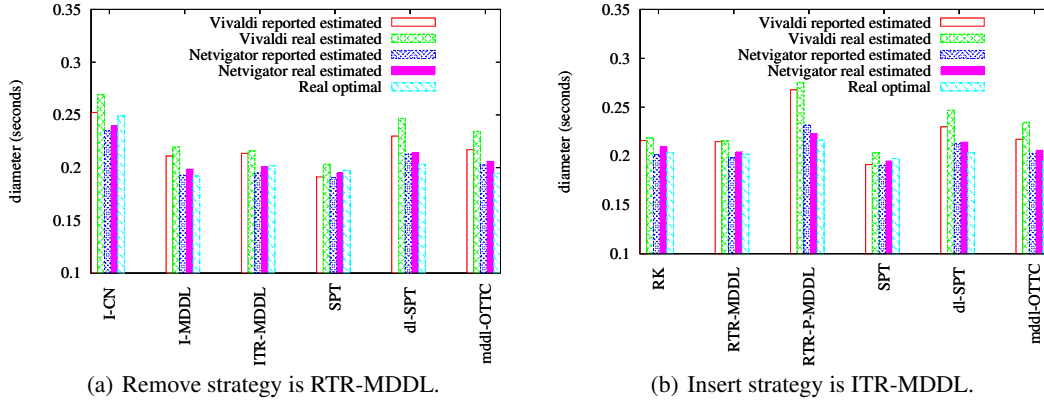 0.35
0.3
0.25
0.2
0.15
0.1
diameter (seconds)
Vivaldi reported estimated
Vivaldi real estimated
Netvigator reported estimated
Netvigator real estimated
Real optimal
I-CN
I-MDDL
ITR-MDDL
SPT
dl-SPT
mddl-OTTC
(a) Remove strategy is RTR-MDDL.
0.35
0.3
0.25
0.2
0.15
0.1
diameter (seconds)
Vivaldi reported estimated
Vivaldi real estimated
Netvigator reported estimated
Netvigator real estimated
Real optimal
RK
RTR-MDDL
RTR-P-MDDL
SPT
dl-SPT
mddl-OTTC
(b) Insert strategy is ITR-MDDL.